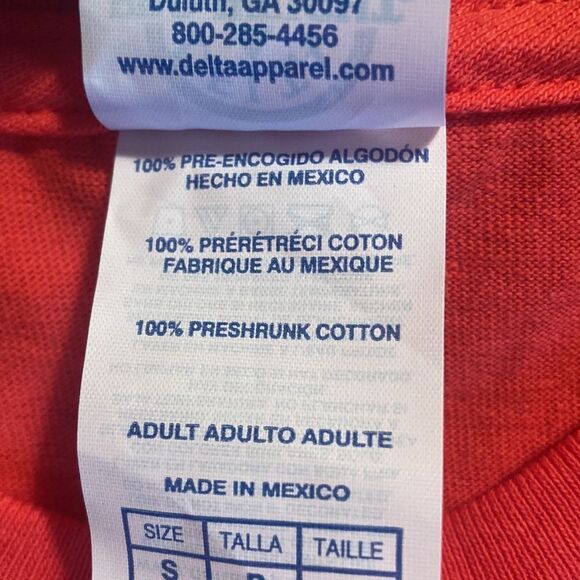 Duluth, GA 30097
800-285-4456
www.deltaapparel.com
100% PRE-ENCOGIDO ALGODÓN
HECHO EN MEXICO
100% PRÉRÉTRÉCI COTON
FABRIQUE AU MEXIQUE
100% PRESHRUNK COTTON
ADULT ADULTO ADULTE
MADE IN MEXICO
SIZE TALLA TAILLE
S